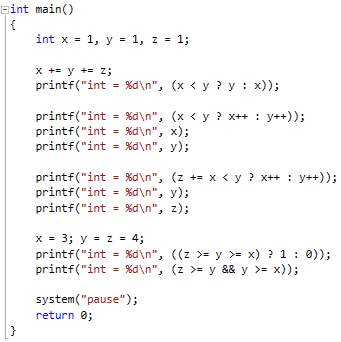 int main()
{
int x = 1, y = 1, z = 1;
x += y += z;
printf("int = %d\n", (x < y ? y : x));
printf("int = %d\n", (x < y ? x++ : y++));
printf("int = %d\n", x);
printf("int = %d\n", y);
printf("int = %d\n", (z += x < y ? x++ : y++));
printf("int = %d\n", y);
printf("int = %d\n", z);
x = 3; y = z = 4;
printf("int = %d\n", ((z >= y >= x) ? 1 : 0));
printf("int = %d\n", (z >= y && y >= x));
system("pause");
return 0;
}